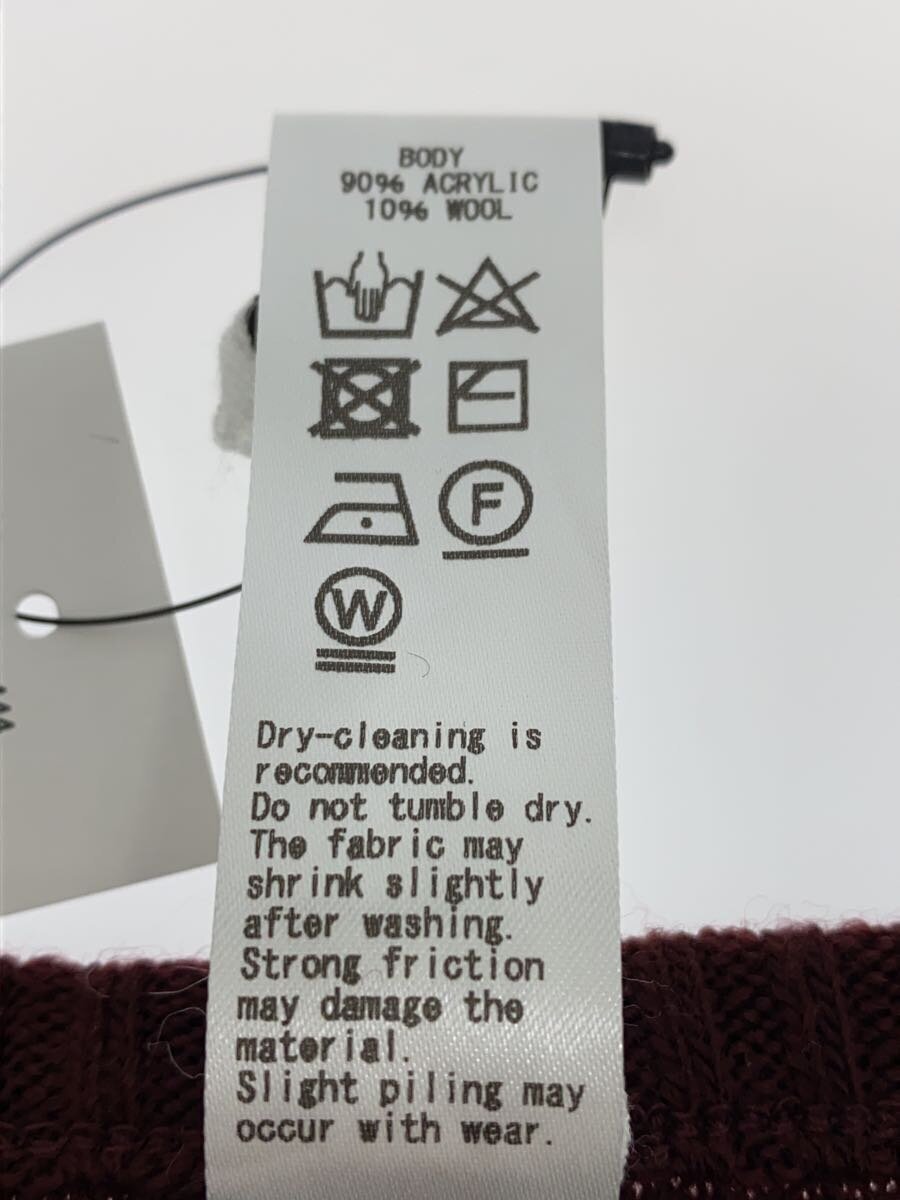 BODY
90% ACRYLIC
10% WOOL
F
W
Dry-cleaning is
recommended.
Do not tumble dry.
The fabric may
shrink slightly
after washing.
Strong friction
may damage the
material.
Slight piling may
occur with wear.